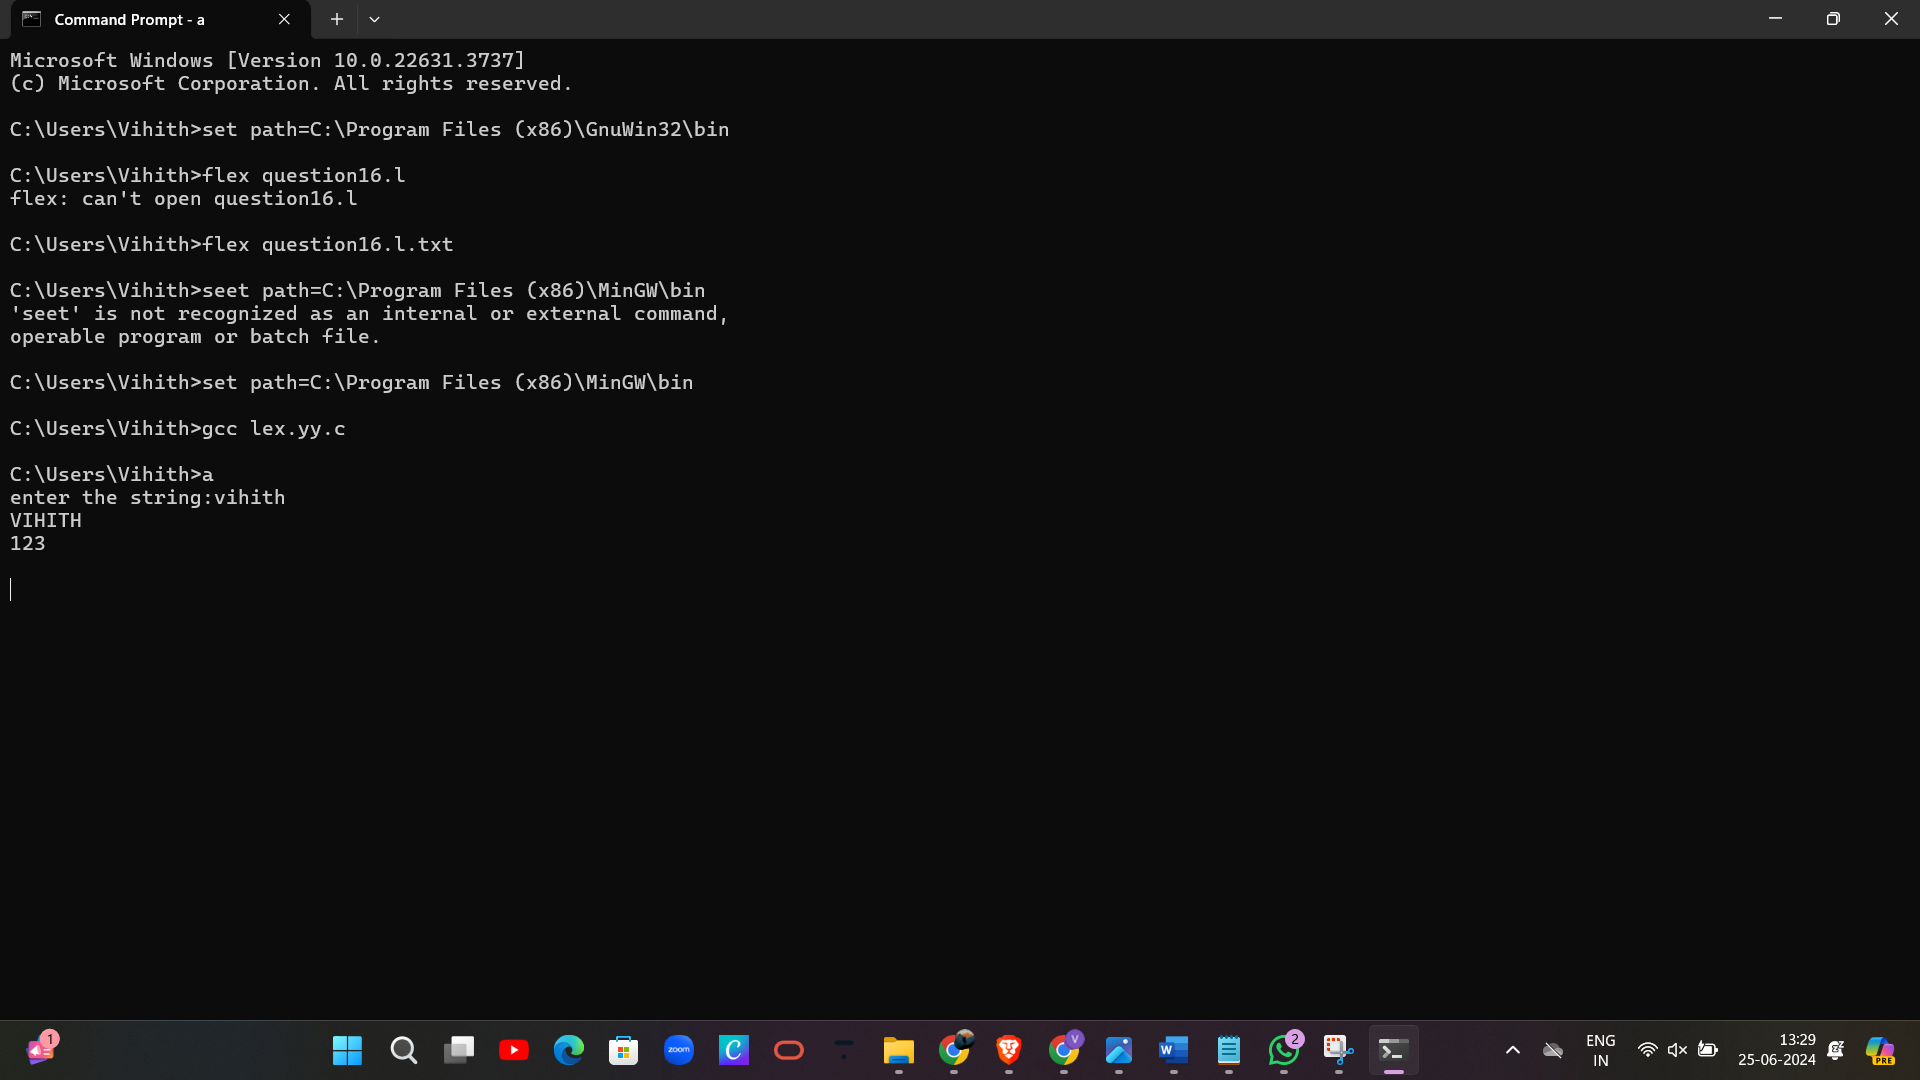 Command Prompt - a
Microsoft Windows [Version 10.0.22631.3737]
(c) Microsoft Corporation. All rights reserved.
C:\Users\Vihith>set path=C:\Program Files (x86)\GnuWin32\bin
C:\Users\Vihith>flex question16.l
flex: can't open question16.l
C:\Users\Vihith>flex question16.l.txt
C:\Users\Vihith>seet path=C:\Program Files (x86)\MinGW\bin
'seet' is not recognized as an internal or external command,
operable program or batch file.
C:\Users\Vihith>set path=C:\Program Files (x86)\MinGW\bin
C:\Users\Vihith>gcc lex.yy.c
C:\Users\Vihith>a
enter the string:vihith
VIHITH
123
1
zoom
C
V
W
2
ENG
IN
13:29
25-06-2024
PRE